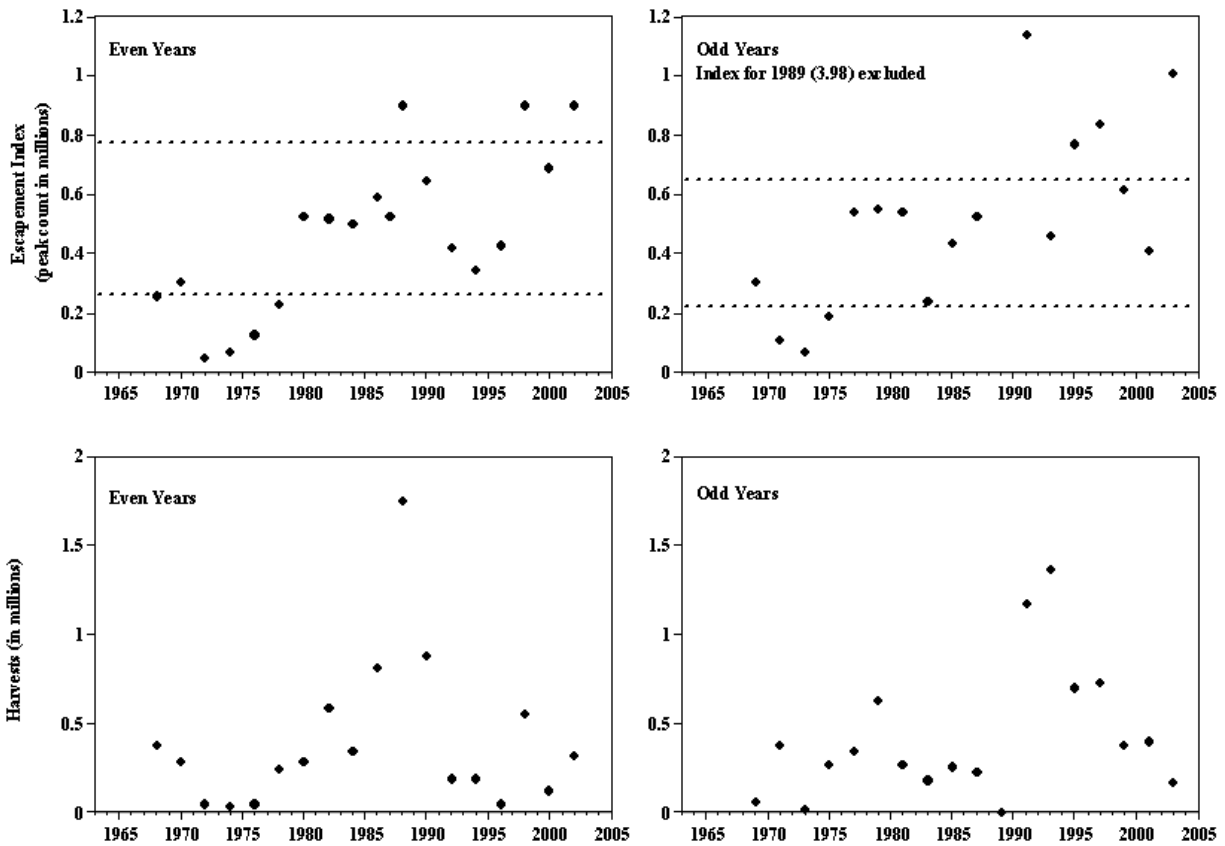 Escapement Index
(peak count in millions)
1.2
1
0.8
0.6
0.4
0.2
0
Even Years
1965 1970 1975 1980 1985 1990 1995 2000 2005
1.2
1
0.8
0.6
0.4
0.2
0
Odd Years
Index for 1989 (3.98) excluded
1965 1970 1975 1980 1985 1990 1995 2000 2005
Harvests (in millions)
2
1.5
1
0.5
0
Even Years
1965 1970 1975 1980 1985 1990 1995 2000 2005
2
1.5
1
0.5
0
Odd Years
1965 1970 1975 1980 1985 1990 1995 2000 2005